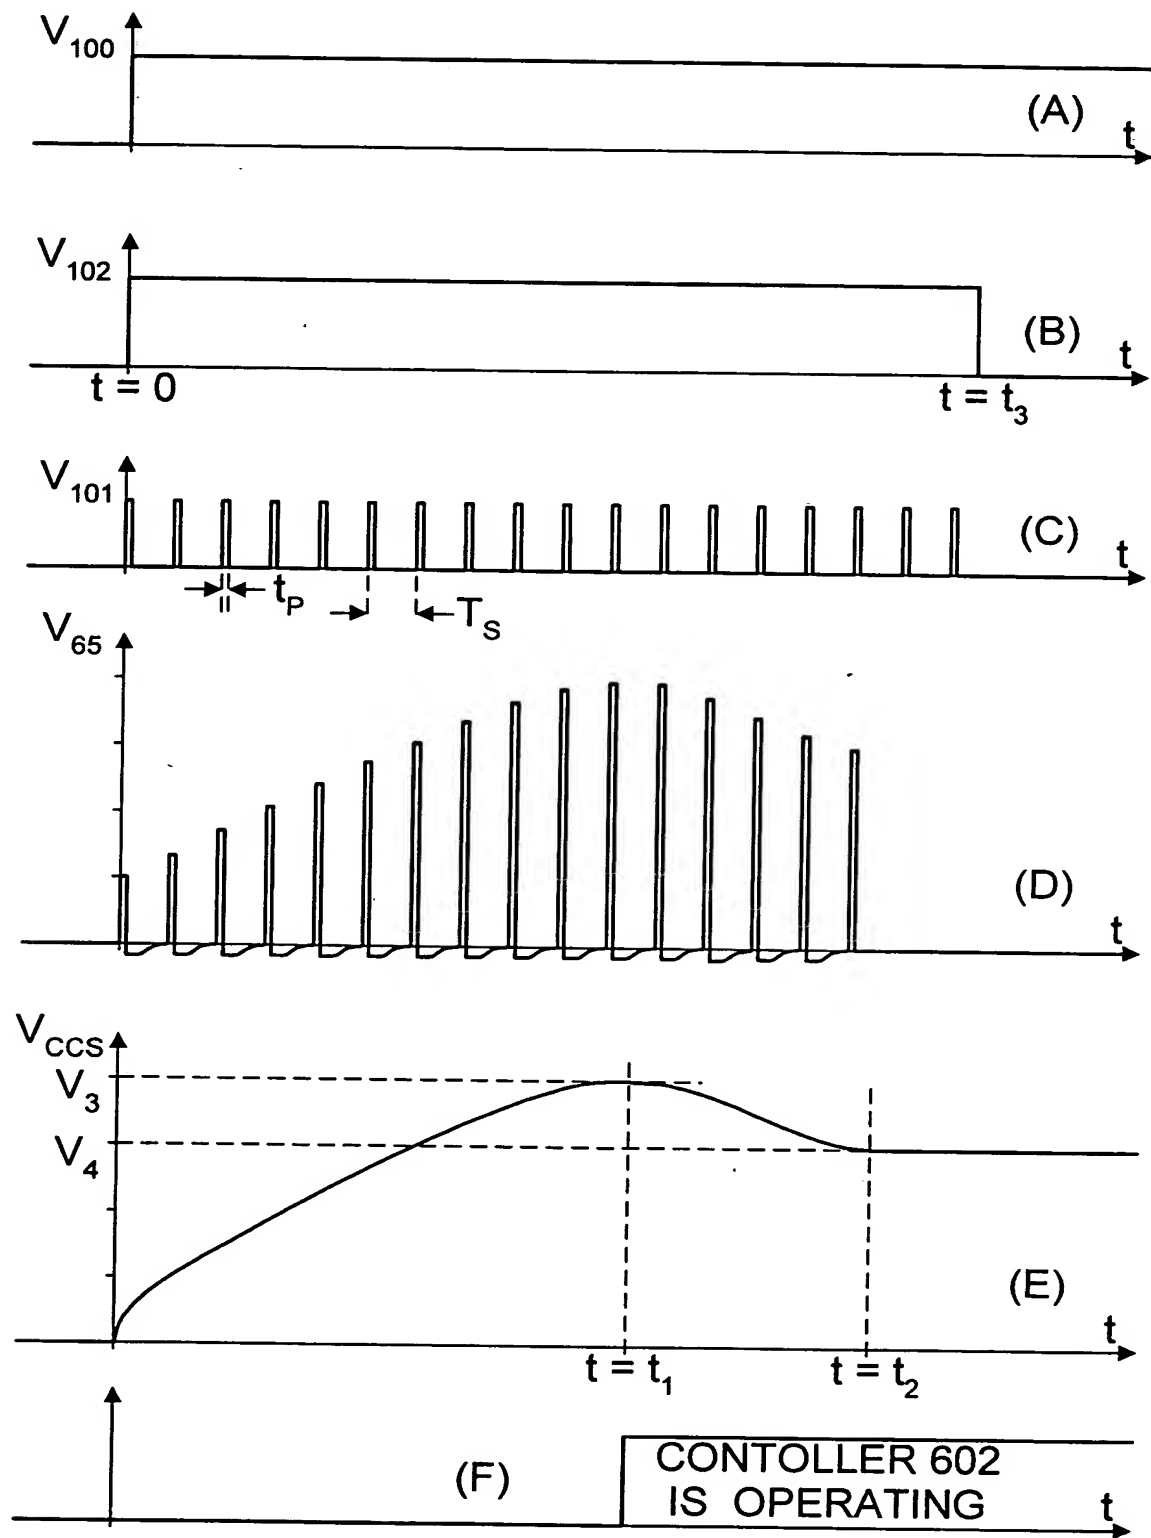 V100
(A)
t
V102
(B)
t
t = 0
t = t3
V101
(C)
t
tP
TS
V65
(D)
t
VCCS
V3
V4
(E)
t
t = t1
t = t2
(F)
CONTOLLER 602
IS OPERATING
t